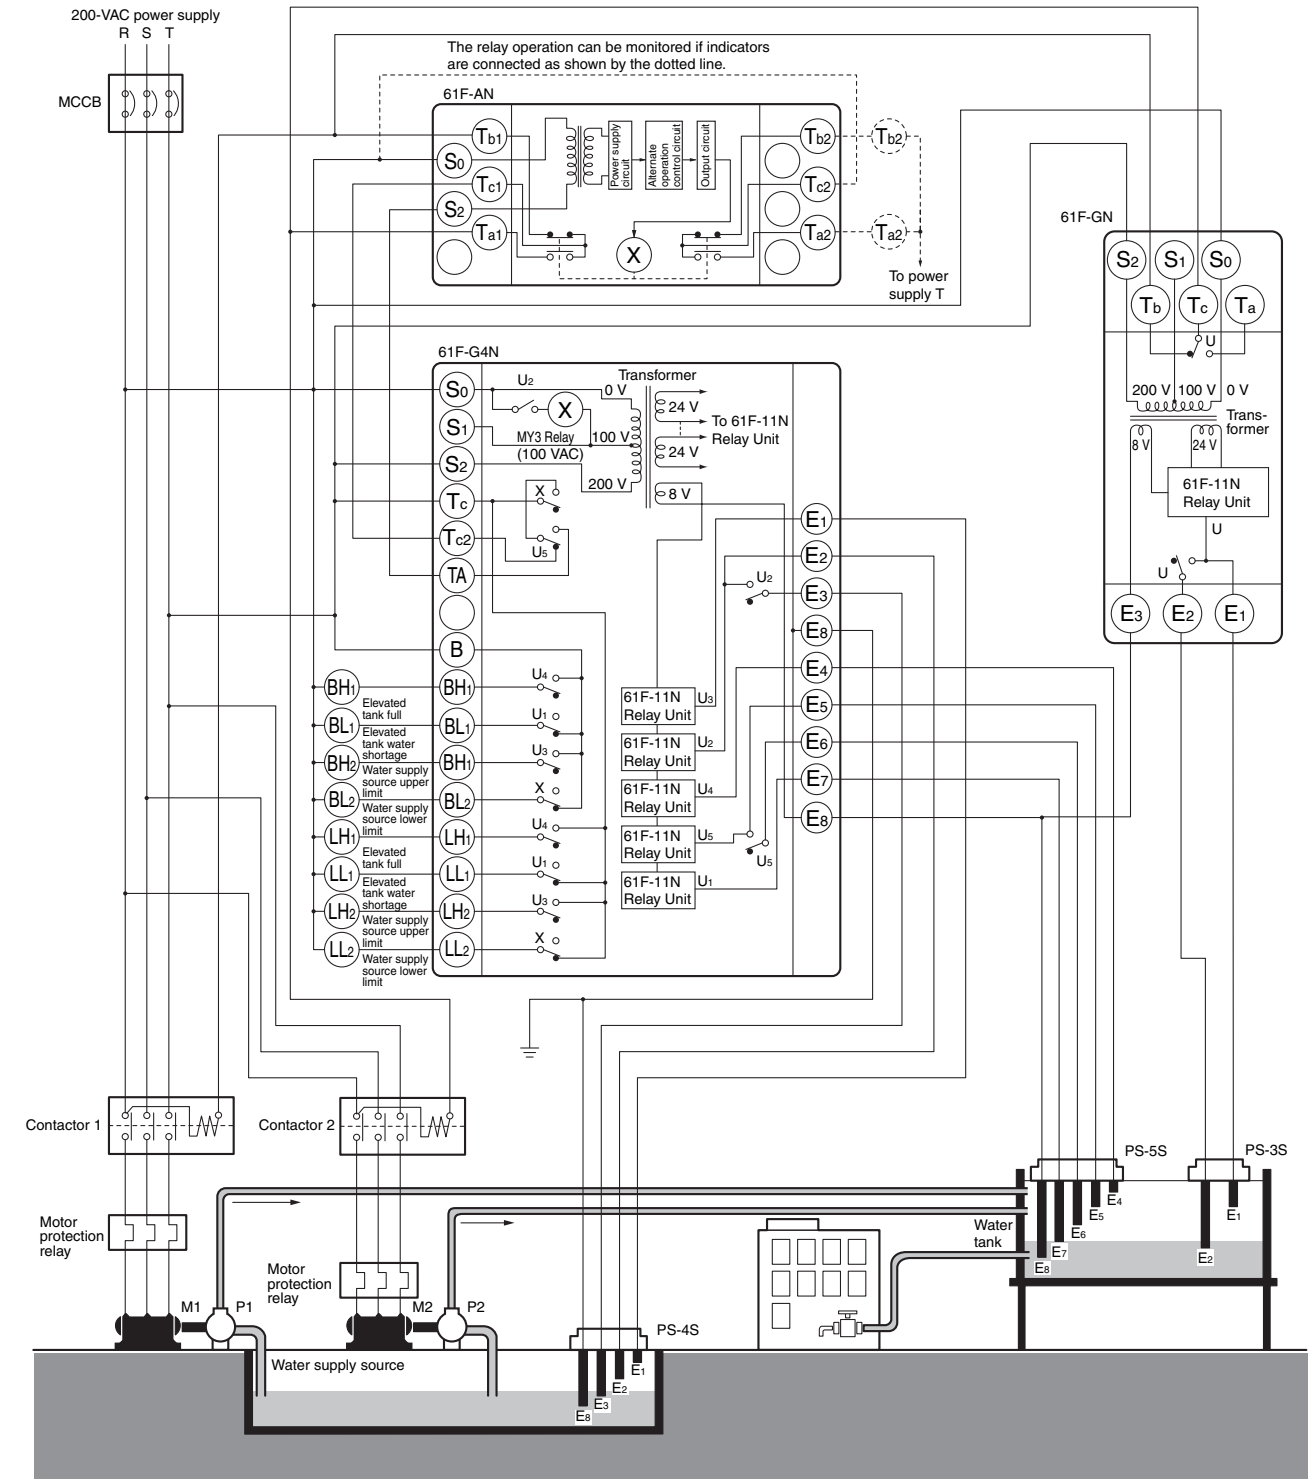 200-VAC power supply
R S T
MCCB
The relay operation can be monitored if indicators
are connected as shown by the dotted line.
61F-AN
Tb1
S0
Tc1
S2
Ta1
Power supply
circuit
Alternate
operation
control circuit
Output circuit
X
Tb2
Tc2
Ta2
Tb2
Ta2
To power
supply T
61F-GN
S2 S1 S0
Tb Tc Ta
U
200 V 100 V 0 V
Trans-
former
8 V
24 V
61F-11N
Relay Unit
U
U
E3 E2 E1
61F-G4N
S0
S1
S2
Tc
Tc2
TA
B
BH1
BL1
BH1
BL2
LH1
LL1
LH2
LL2
U2
X
MY3 Relay
(100 VAC)
Transformer
0 V
100 V
200 V
24 V
24 V
8 V
To 61F-11N
Relay Unit
X
U5
U4
U1
U3
X
U4
U1
U3
X
U2
61F-11N
Relay Unit
U3
61F-11N
Relay Unit
U2
61F-11N
Relay Unit
U4
61F-11N
Relay Unit
U5
61F-11N
Relay Unit
U1
U5
E1
E2
E3
E8
E4
E5
E6
E7
E8
BH1
Elevated
tank full
BL1
Elevated
tank water
shortage
BH2
Water supply
source upper
limit
BL2
Water supply
source lower
limit
LH1
Elevated
tank full
LL1
Elevated
tank water
shortage
LH2
Water supply
source upper
limit
LL2
Water supply
source lower
limit
Contactor 1
Contactor 2
Motor
protection
relay
Motor
protection
relay
M1 P1
M2 P2
Water supply source
PS-4S
E1
E2
E3
E8
Water
tank
PS-5S
E4
E5
E6
E7
E8
PS-3S
E1
E2